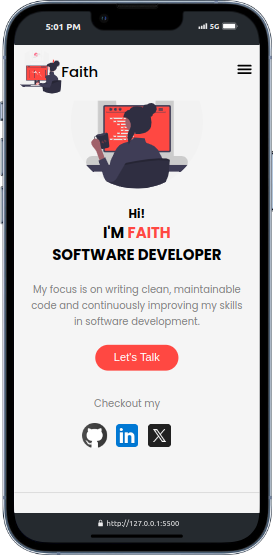 5:01 PM
5G
Faith
Hi!
I'M FAITH
SOFTWARE DEVELOPER
My focus is on writing clean, maintainable
code and continuously improving my skills
in software development.
Let's Talk
Checkout my
in
X
http://127.0.0.1:5500